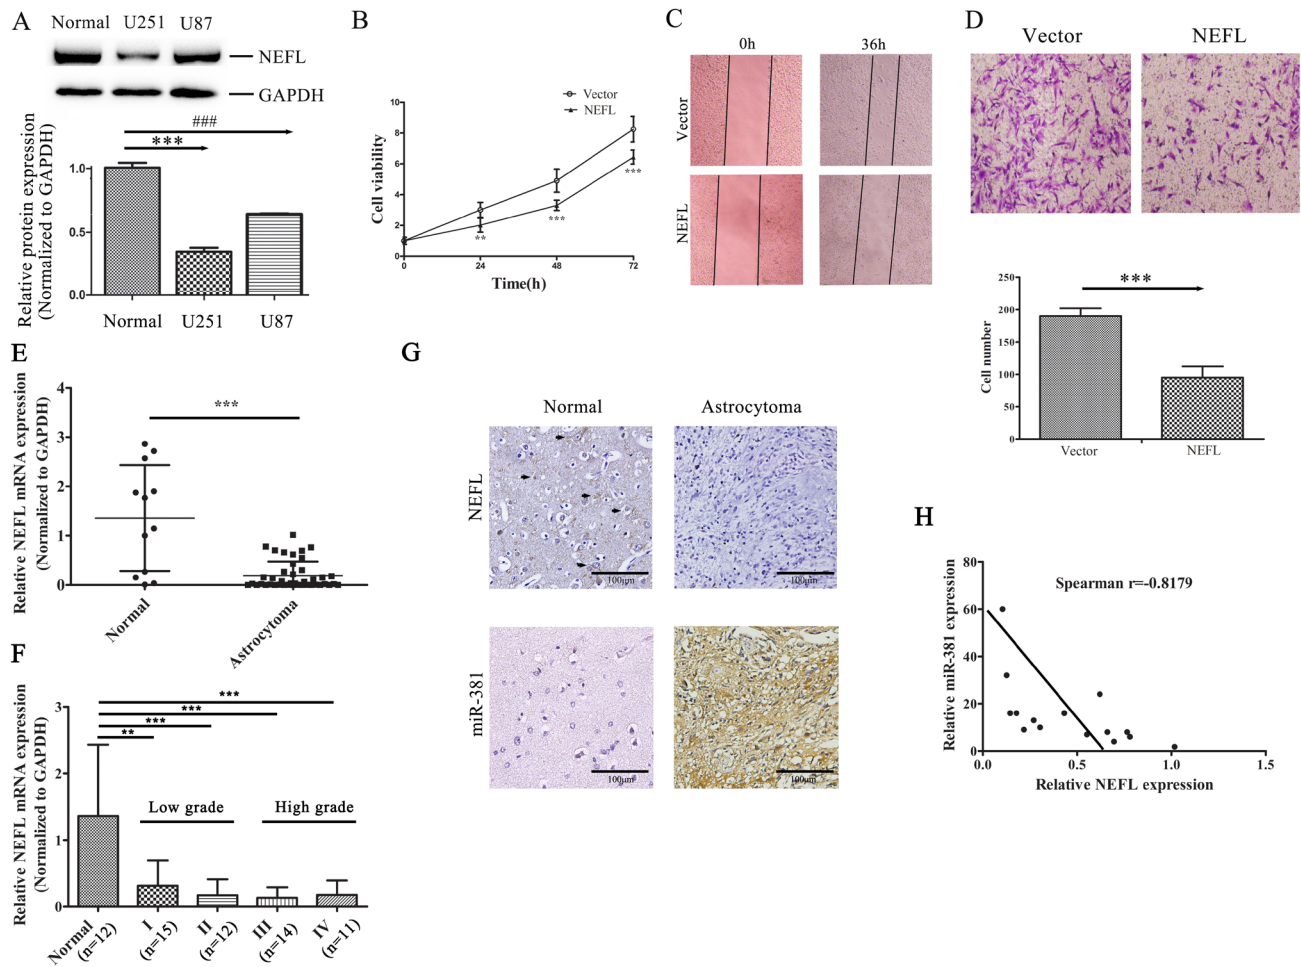 A
Normal U251 U87
NEFL
GAPDH
###
***
Relative protein expression
(Normalized to GAPDH)
1.0
0.5
0.0
Normal U251 U87
B
Vector
NEFL
Cell viability
10
8
6
4
2
0
**
***
***
0 24 48 72
Time(h)
C
0h 36h
Vector
NEFL
D
Vector NEFL
***
Cell number
250
200
150
100
50
0
Vector NEFL
E
Relative NEFL mRNA expression
(Normalized to GAPDH)
4
3
2
1
0
***
Normal Astrocytoma
F
Relative NEFL mRNA expression
(Normalized to GAPDH)
3
2
1
0
***
***
***
**
Low grade High grade
Normal I II III IV
(n=12) (n=15) (n=12) (n=14) (n=11)
G
Normal Astrocytoma
NEFL
100μm 100μm
miR-381
100μm 100μm
H
Relative miR-381 expression
80
60
40
20
0
Spearman r=-0.8179
0.0 0.5 1.0 1.5
Relative NEFL expression